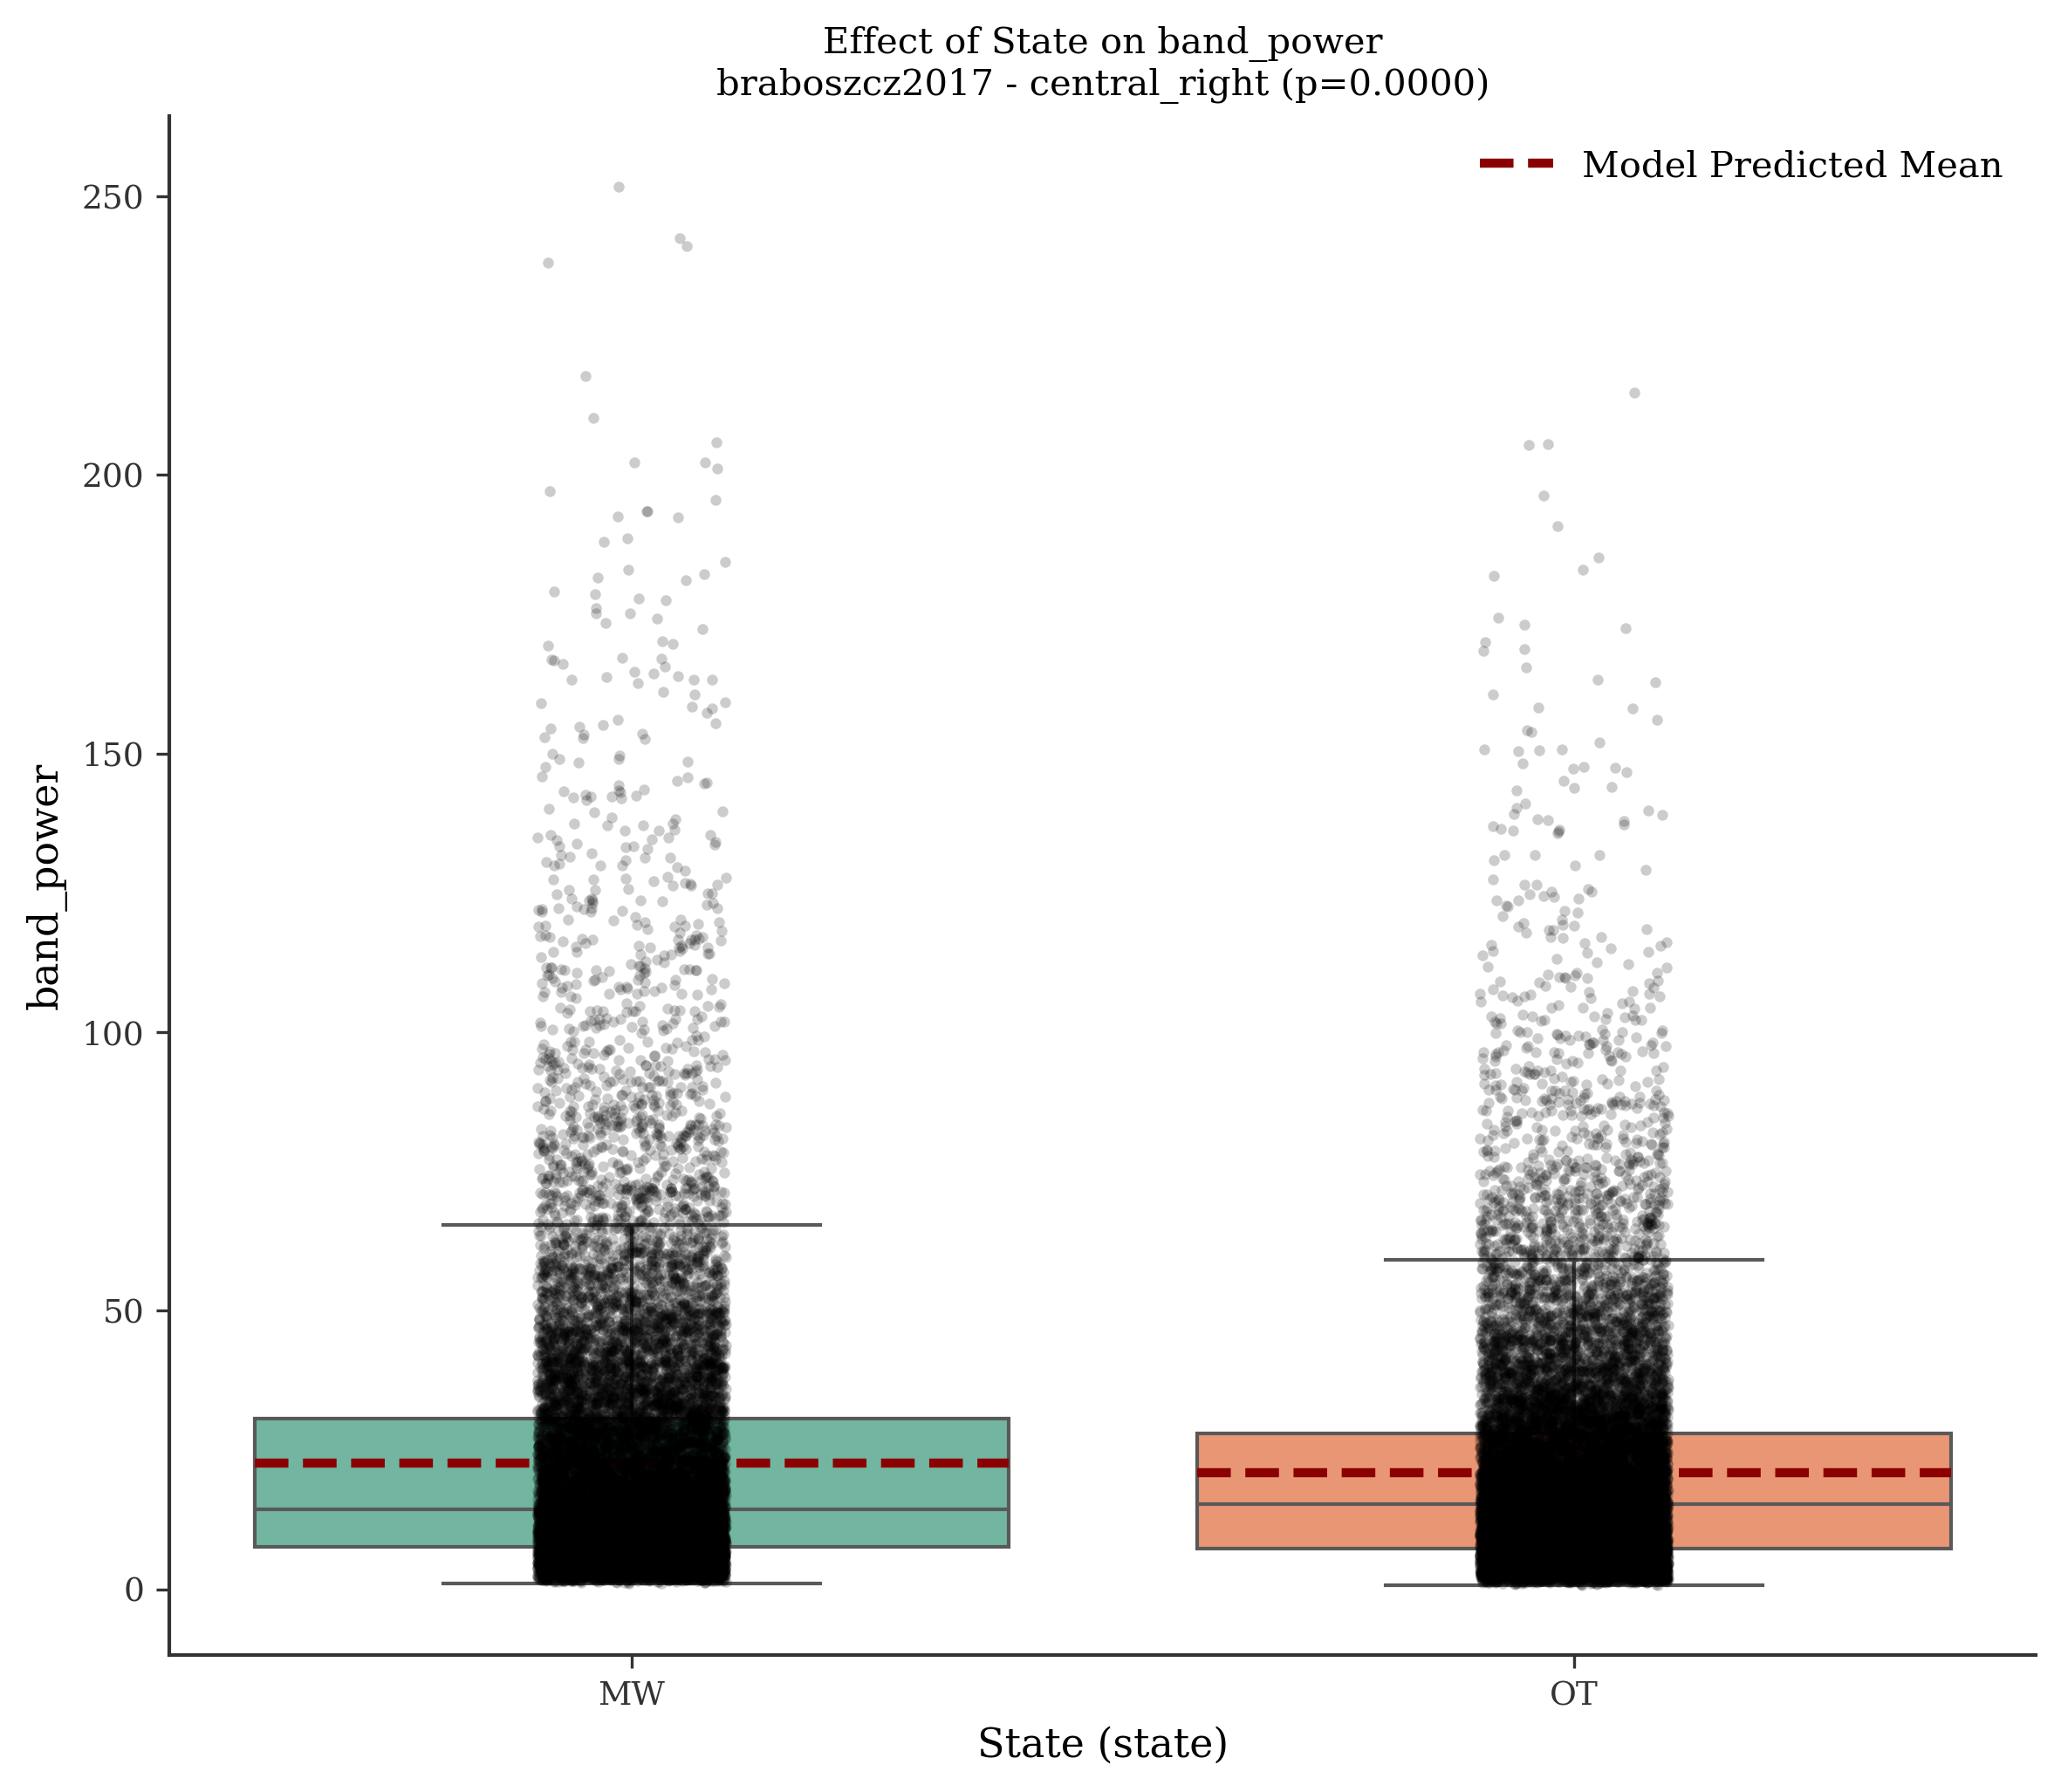 Effect of State on band_power
braboszcz2017 - central_right (p=0.0000)
Model Predicted Mean
250
200
150
100
50
0
band_power
MW
OT
State (state)